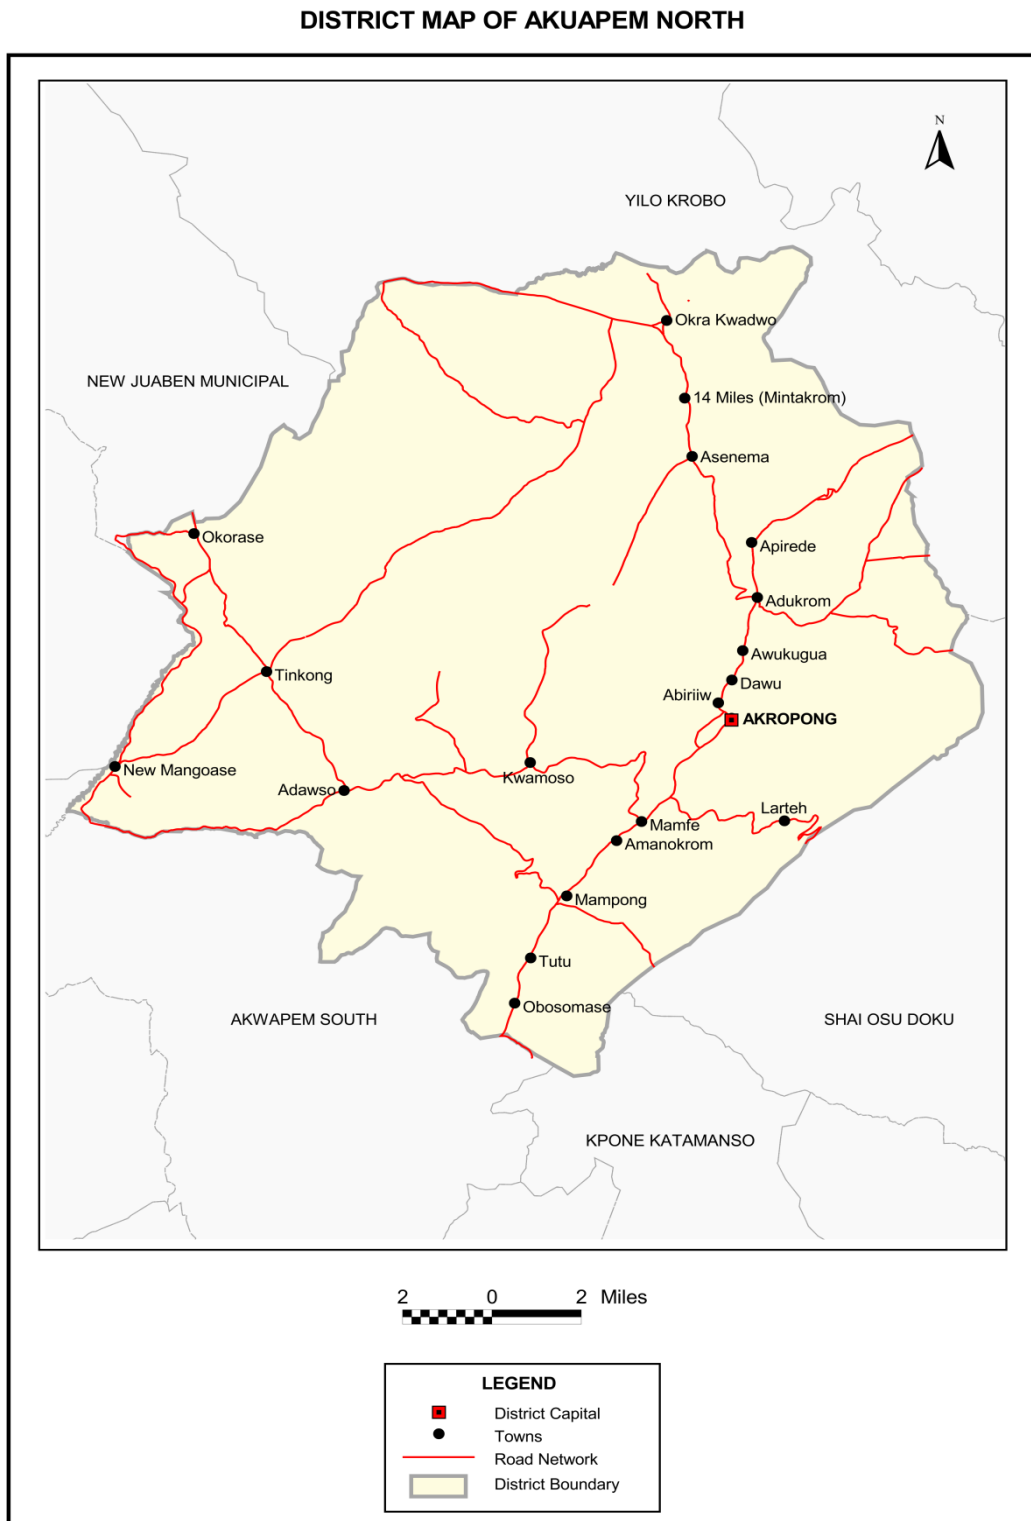 DISTRICT MAP OF AKUAPEM NORTH
N
YILO KROBO
Okra Kwadwo
NEW JUABEN MUNICIPAL
14 Miles (Mintakrom)
Asenema
Okorase
Apirede
Adukrom
Awukugua
Tinkong
Dawu
Abiriiw
AKROPONG
New Mangoase
Kwamoso
Adawso
Larteh
Mamfe
Amanokrom
Mampong
Tutu
Obosomase
AKWAPEM SOUTH
SHAI OSU DOKU
KPONE KATAMANSO
2 0 2 Miles
LEGEND
District Capital
Towns
Road Network
District Boundary